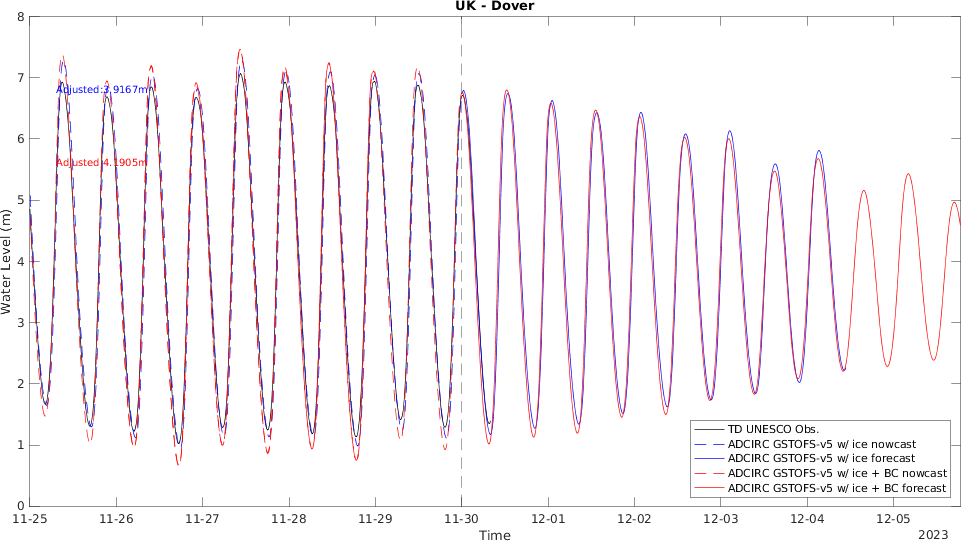 UK - Dover
8
7
6
5
4
3
2
1
0
Water Level (m)
Adjusted:3.9167m
Adjusted:4.1905m
TD UNESCO Obs.
ADCIRC GSTOFS-v5 w/ ice nowcast
ADCIRC GSTOFS-v5 w/ ice forecast
ADCIRC GSTOFS-v5 w/ ice + BC nowcast
ADCIRC GSTOFS-v5 w/ ice + BC forecast
11-25 11-26 11-27 11-28 11-29 11-30 12-01 12-02 12-03 12-04 12-05
Time
2023